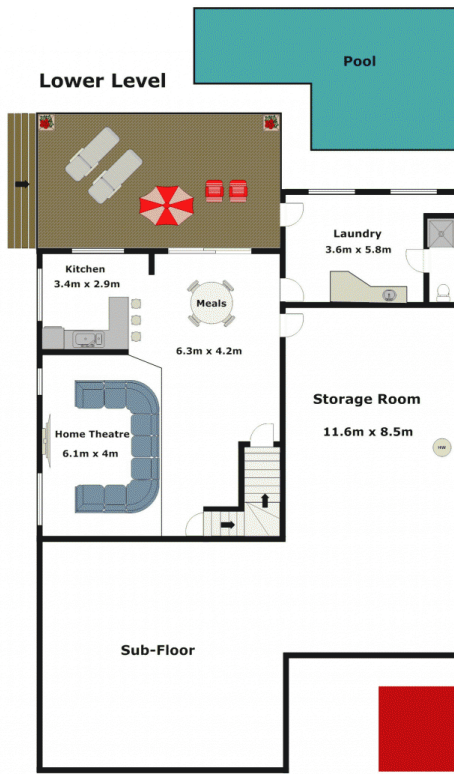 Pool
Lower Level
Laundry
3.6m x 5.8m
Kitchen
3.4m x 2.9m
Meals
6.3m x 4.2m
Storage Room
11.6m x 8.5m
Home Theatre
6.1m x 4m
HWS
Sub-Floor